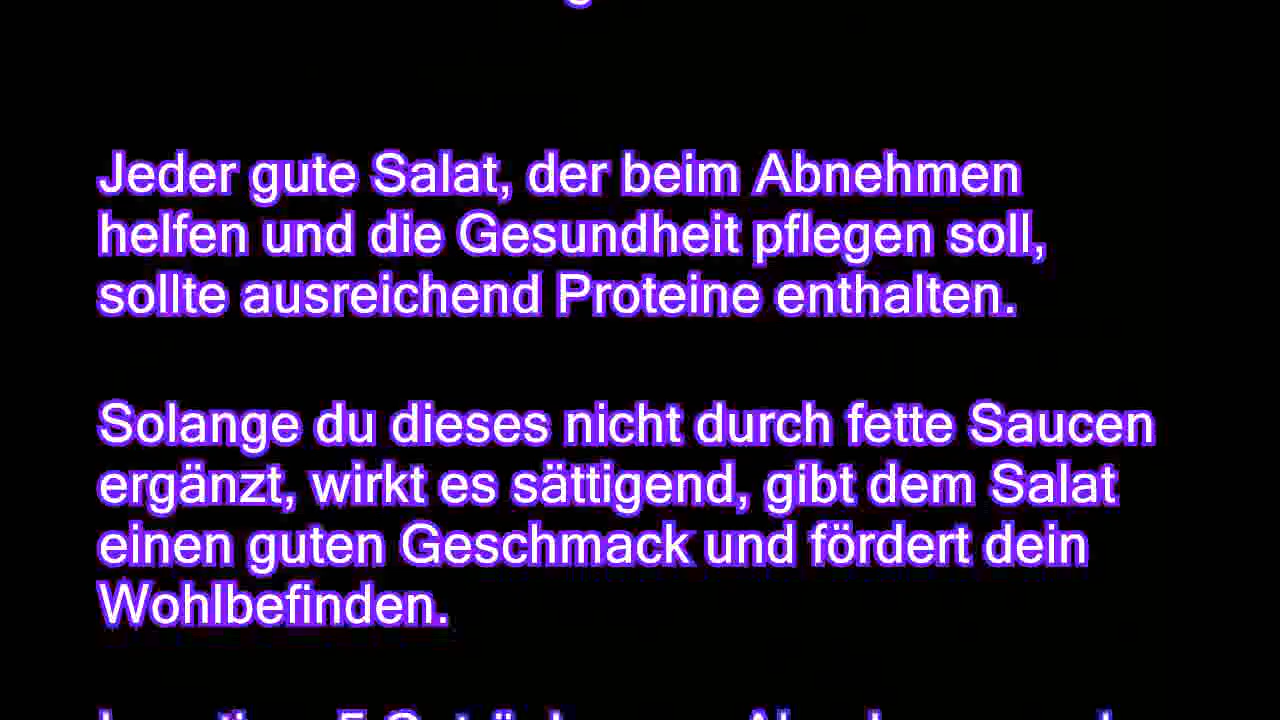 Jeder gute Salat, der beim Abnehmen
helfen und die Gesundheit pflegen soll,
sollte ausreichend Proteine enthalten.
Solange du dieses nicht durch fette Saucen
ergänzt, wirkt es sättigend, gibt dem Salat
einen guten Geschmack und fördert dein
Wohlbefinden.